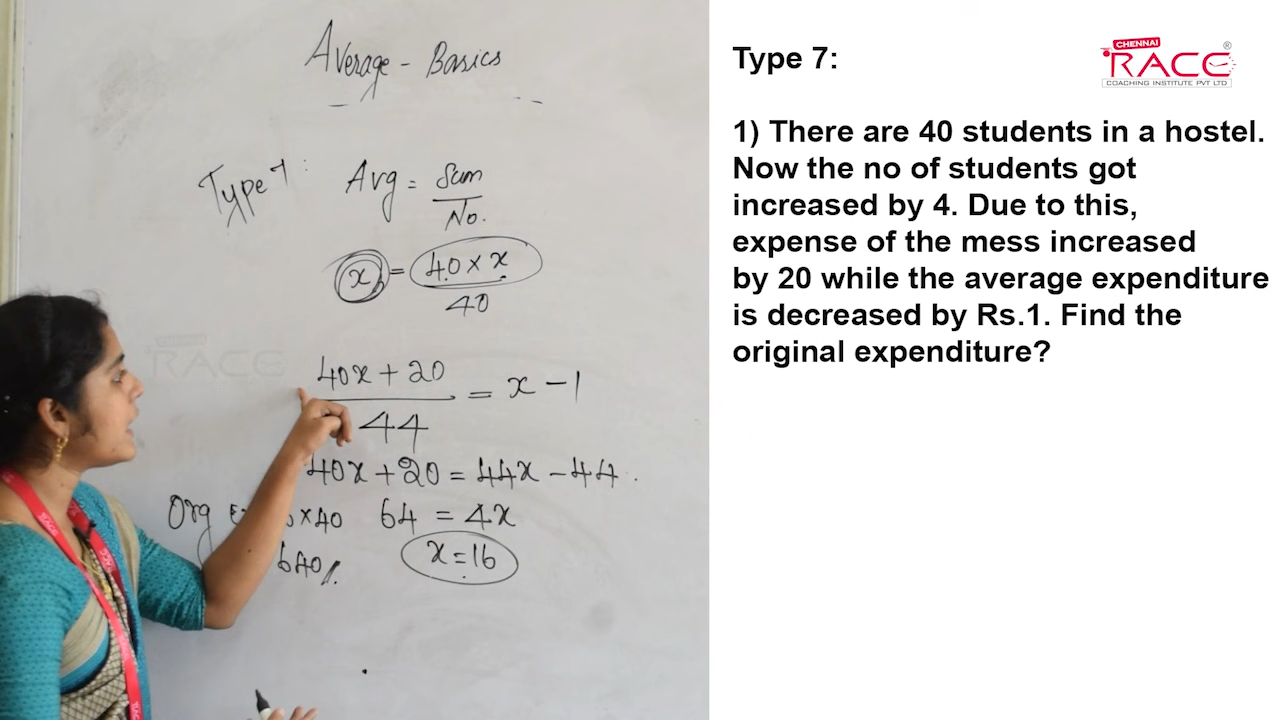 Average - Basics
Type 7:
Avg = Sum
No.
x = 40 × x
40
40x + 20 = x - 1
44
40x + 20 = 44x - 44.
Org ×40 64 = 4x
640 x = 16
RACE
Type 7:
CHENNAI
RACE®
COACHING INSTITUTE PVT LTD
1) There are 40 students in a hostel.
Now the no of students got
increased by 4. Due to this,
expense of the mess increased
by 20 while the average expenditure
is decreased by Rs.1. Find the
original expenditure?